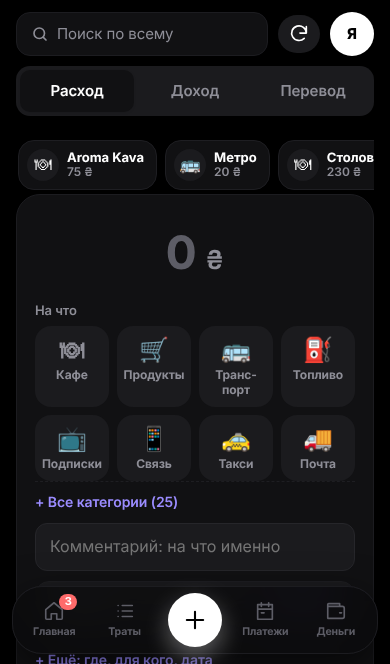 Поиск по всему
Я
Расход
Доход
Перевод
Aroma Kava
75 ₴
Метро
20 ₴
Столов
230 ₴
0 ₴
На что
Кафе
Продукты
Транс-
порт
Топливо
Подписки
Связь
Такси
Почта
+ Все категории (25)
Комментарий: на что именно
3
Главная
Траты
Платежи
Деньги
+ Ещё: где, для кого, дата